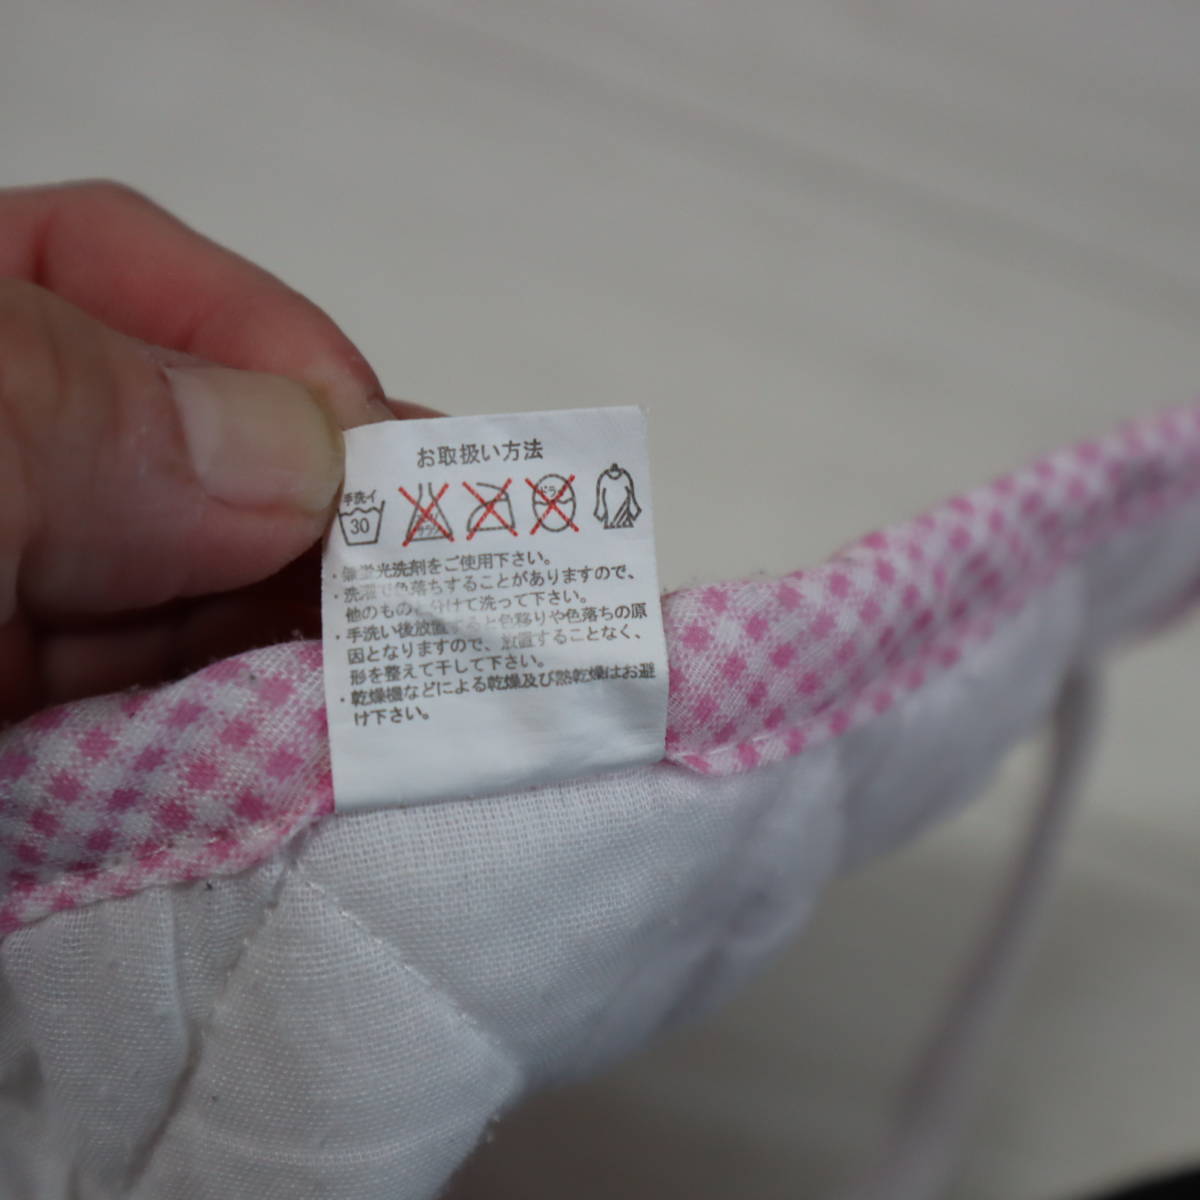 お取扱い方法
手洗イ
30
ドライ
・無蛍光洗剤をご使用下さい。
・洗濯で色落ちすることがありますので、
他のものと分けて洗って下さい。
・手洗い後放置すると色移りや色落ちの原
因となりますので、放置することなく、
形を整えて干して下さい。
・乾燥機などによる乾燥及び熱乾燥はお避
け下さい。